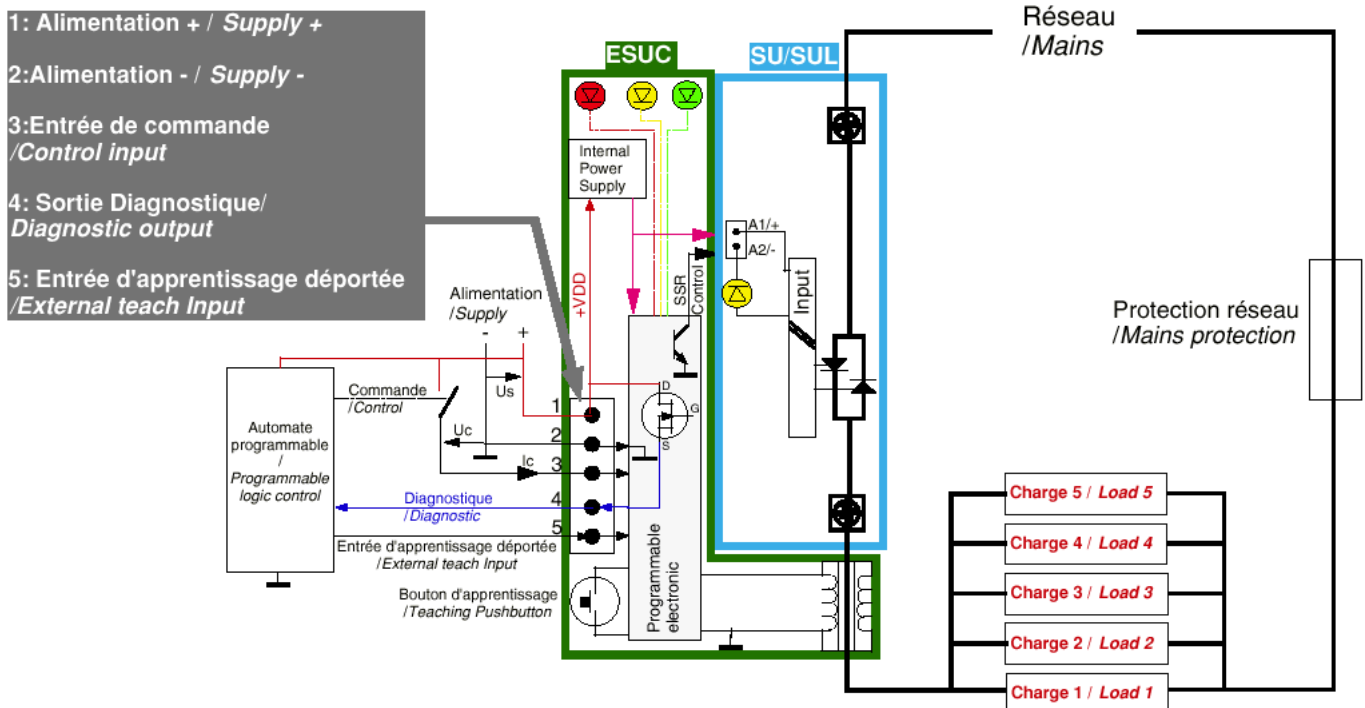 1: Alimentation + / Supply +
2:Alimentation - / Supply -
3:Entrée de commande
/Control input
4: Sortie Diagnostique/
Diagnostic output
5: Entrée d'apprentissage déportée
/External teach Input
ESUC
SU/SUL
Réseau
/Mains
Internal
Power
Supply
A1/+
A2/-
+VDD
SSR
Control
Input
Alimentation
/Supply
- +
Us
Commande
/Control
Uc
Ic
Automate
programmable
/
Programmable
logic control
Diagnostique
/Diagnostic
Entrée d'apprentissage déportée
/External teach Input
Bouton d'apprentissage
/Teaching Pushbutton
1
2
3
4
5
D
G
S
Programmable
electronic
Protection réseau
/Mains protection
Charge 5 / Load 5
Charge 4 / Load 4
Charge 3 / Load 3
Charge 2 / Load 2
Charge 1 / Load 1